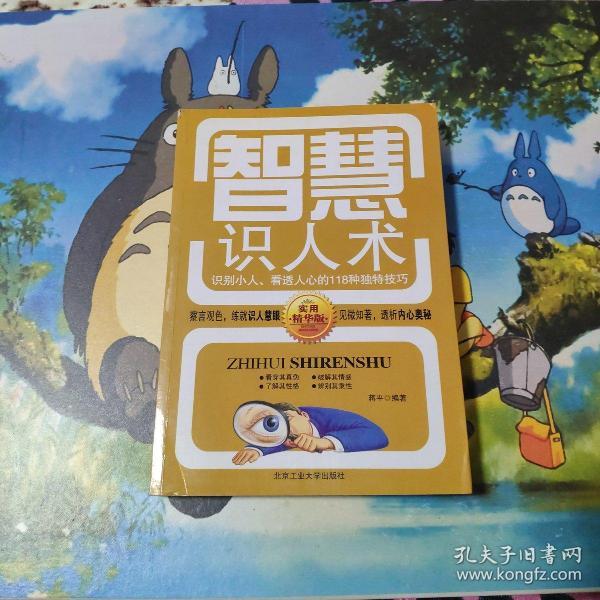 智慧
识人术
识别小人、看透人心的118种独特技巧
察言观色，练就识人慧眼
实用
精华版
见微知著，透析内心奥秘
ZHIHUI SHIRENSHU
●看穿其真伪 ●破解其情感
●了解其性格 ●辨别其秉性
蒋平◎编著
北京工业大学出版社
孔夫子旧书网
www.kongfz.com